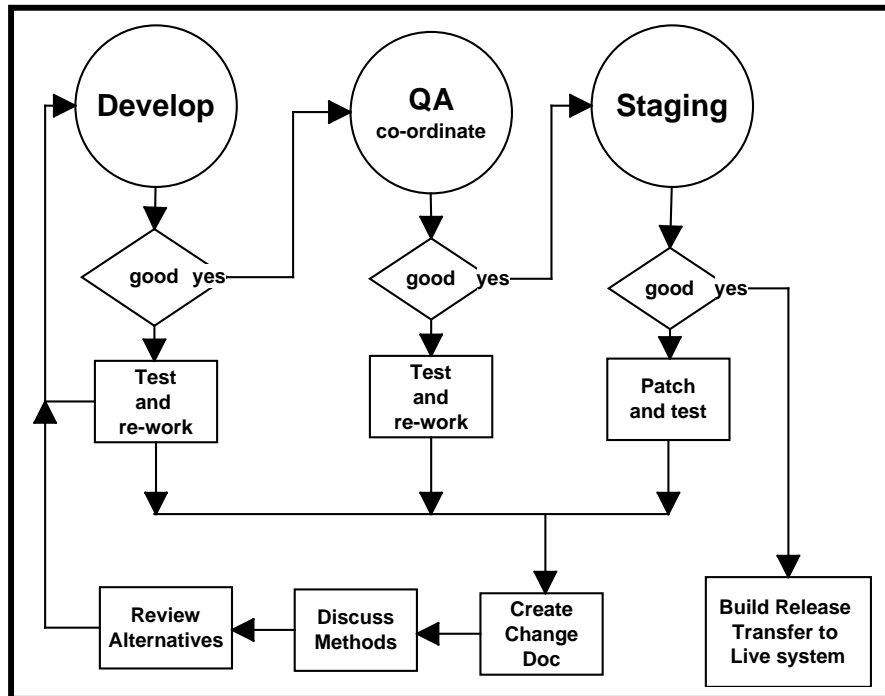 Develop
QA
co-ordinate
Staging
good yes
good yes
good yes
Test
and
re-work
Test
and
re-work
Patch
and test
Review
Alternatives
Discuss
Methods
Create
Change
Doc
Build Release
Transfer to
Live system